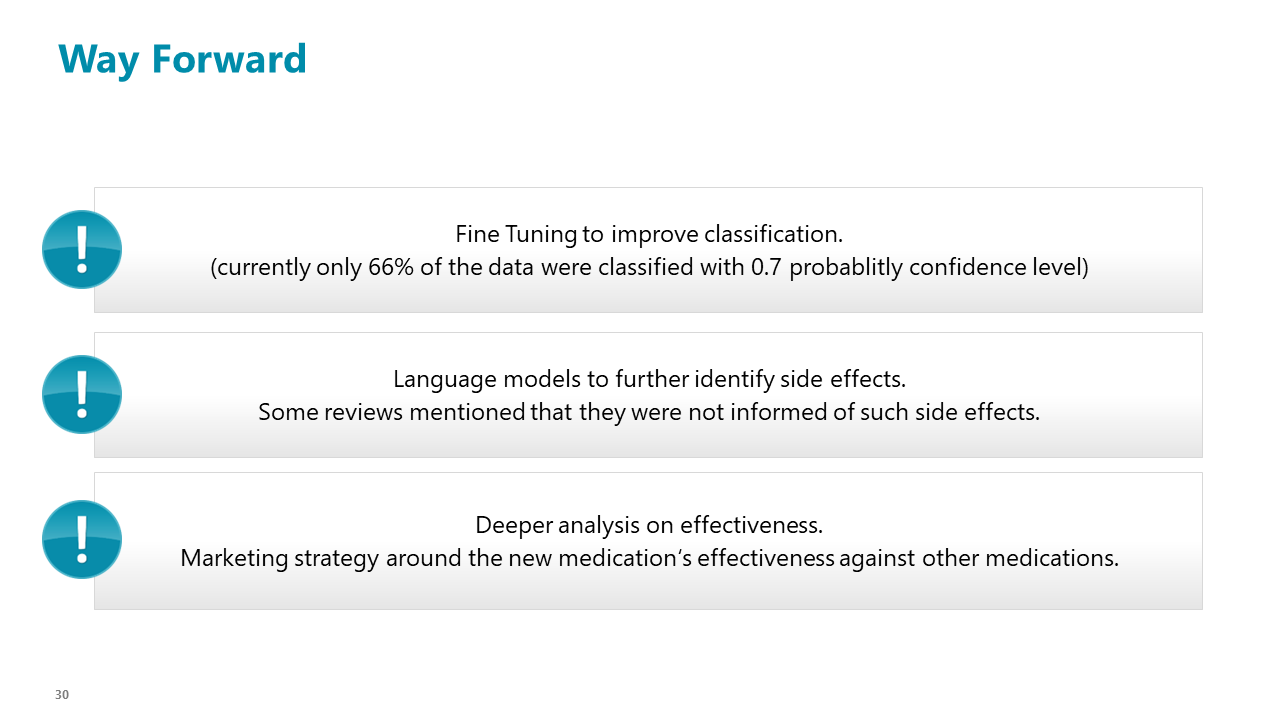 Way Forward
Fine Tuning to improve classification.
(currently only 66% of the data were classified with 0.7 probablitly confidence level)
Language models to further identify side effects.
Some reviews mentioned that they were not informed of such side effects.
Deeper analysis on effectiveness.
Marketing strategy around the new medication‘s effectiveness against other medications.
30